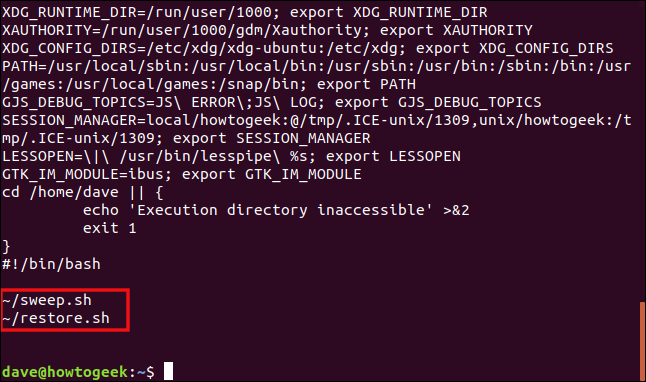 XDG_RUNTIME_DIR=/run/user/1000; export XDG_RUNTIME_DIR
XAUTHORITY=/run/user/1000/gdm/Xauthority; export XAUTHORITY
XDG_CONFIG_DIRS=/etc/xdg/xdg-ubuntu:/etc/xdg; export XDG_CONFIG_DIRS
PATH=/usr/local/sbin:/usr/local/bin:/usr/sbin:/usr/bin:/sbin:/bin:/usr
/games:/usr/local/games:/snap/bin; export PATH
GJS_DEBUG_TOPICS=JS\ ERROR\;JS\ LOG; export GJS_DEBUG_TOPICS
SESSION_MANAGER=local/howtogeek:@/tmp/.ICE-unix/1309,unix/howtogeek:/t
mp/.ICE-unix/1309; export SESSION_MANAGER
LESSOPEN=\|\ /usr/bin/lesspipe\ %s; export LESSOPEN
GTK_IM_MODULE=ibus; export GTK_IM_MODULE
cd /home/dave || {
        echo 'Execution directory inaccessible' >&2
        exit 1
}
#!/bin/bash
~/sweep.sh
~/restore.sh
dave@howtogeek:~$